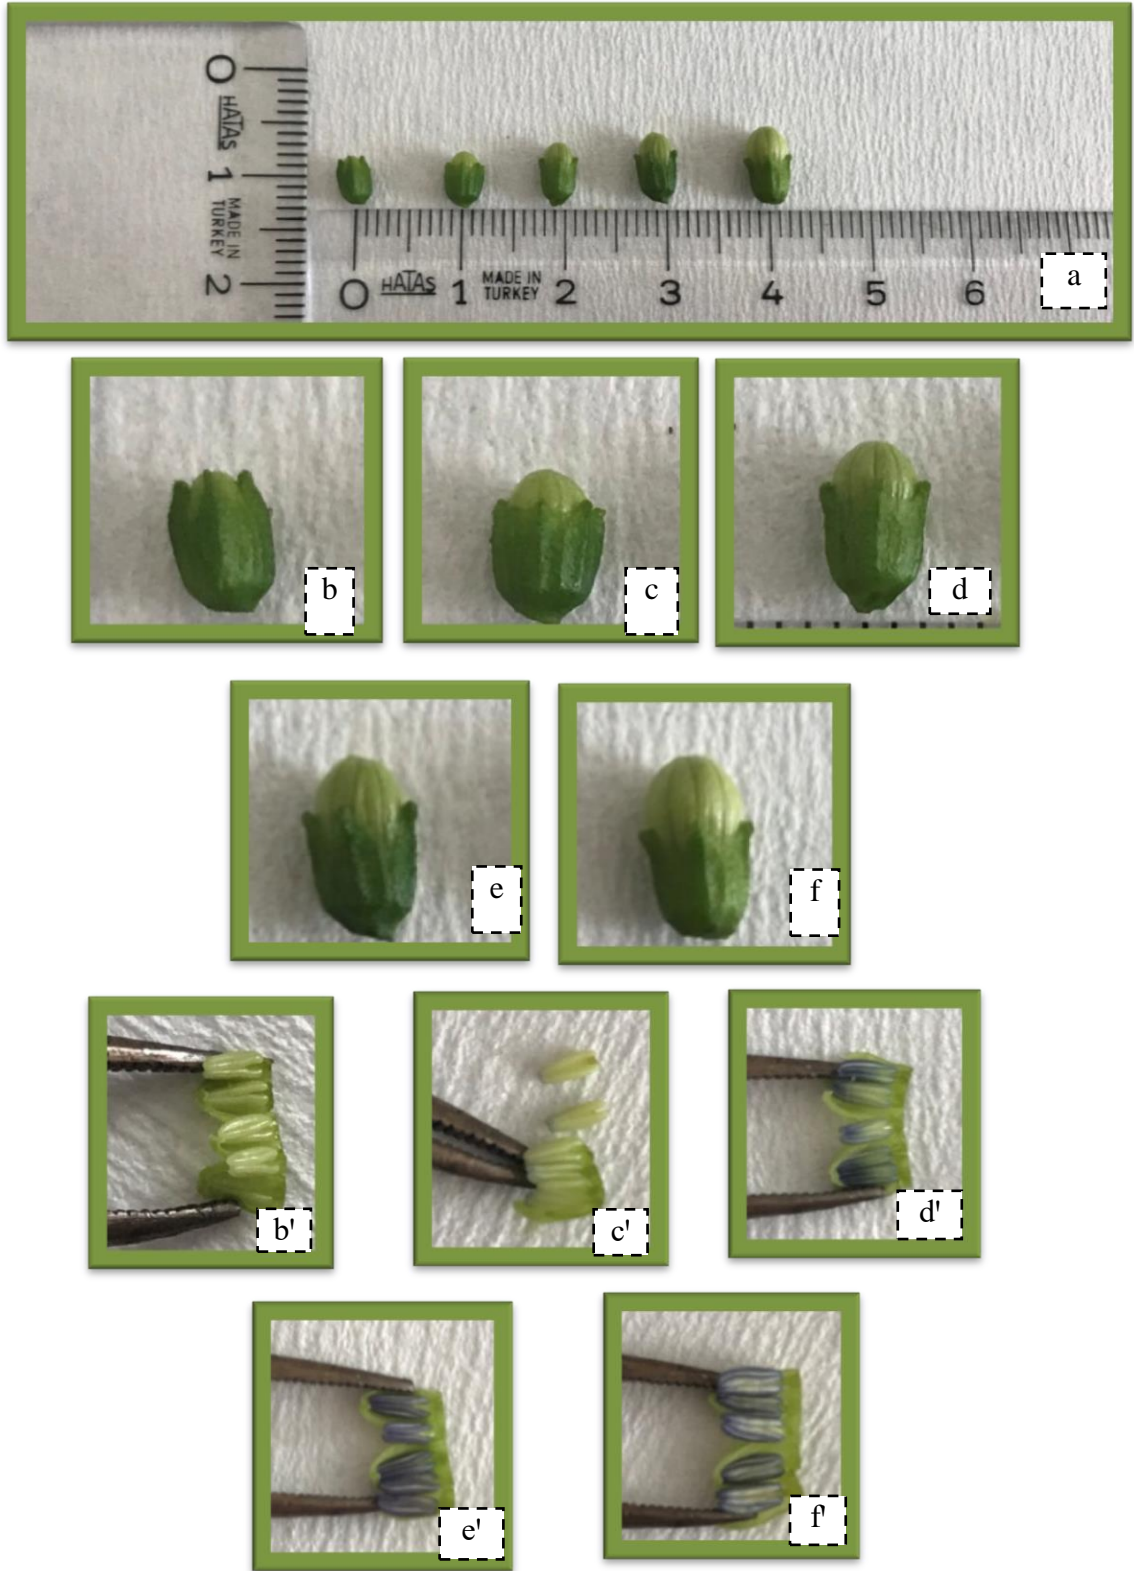 0
HATAS
1
MADE IN
TURKEY
2
0 HATAS 1 MADE IN
TURKEY 2 3 4 5 6
a
b c d
e f
b' c' d'
e' f'